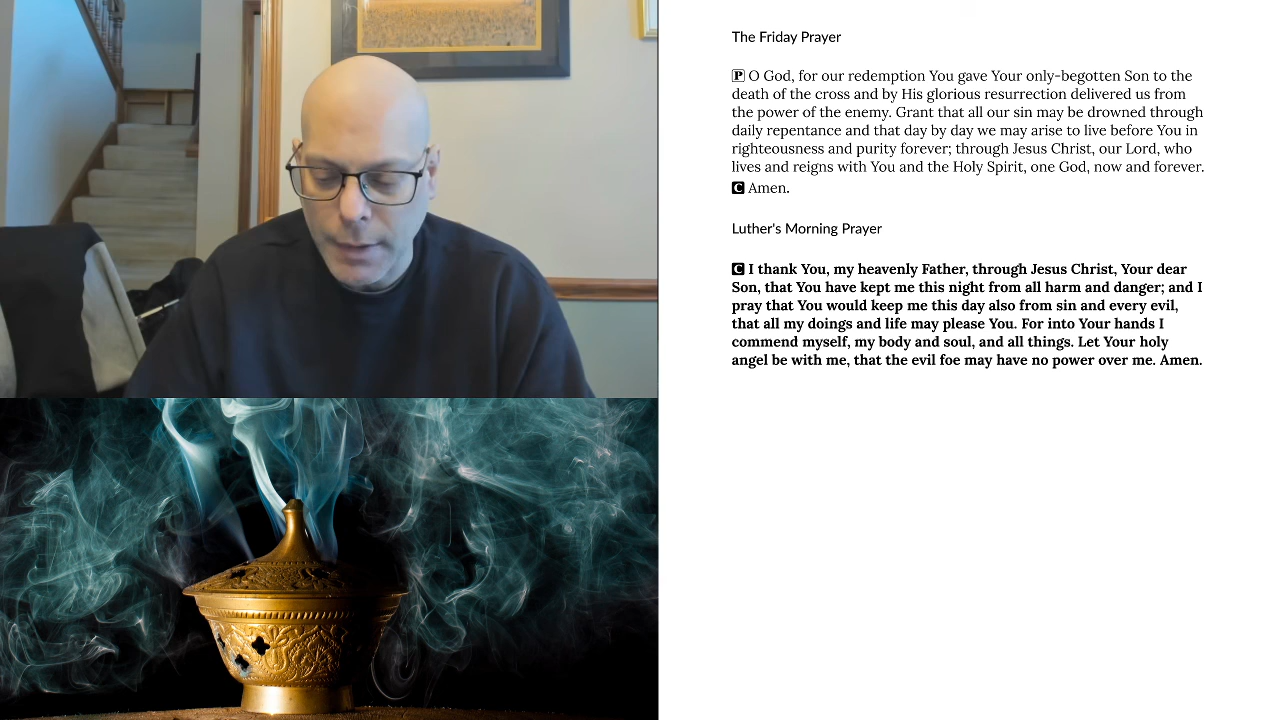 The Friday Prayer
P O God, for our redemption You gave Your only-begotten Son to the
death of the cross and by His glorious resurrection delivered us from
the power of the enemy. Grant that all our sin may be drowned through
daily repentance and that day by day we may arise to live before You in
righteousness and purity forever; through Jesus Christ, our Lord, who
lives and reigns with You and the Holy Spirit, one God, now and forever.
C Amen.
Luther's Morning Prayer
C I thank You, my heavenly Father, through Jesus Christ, Your dear
Son, that You have kept me this night from all harm and danger; and I
pray that You would keep me this day also from sin and every evil,
that all my doings and life may please You. For into Your hands I
commend myself, my body and soul, and all things. Let Your holy
angel be with me, that the evil foe may have no power over me. Amen.